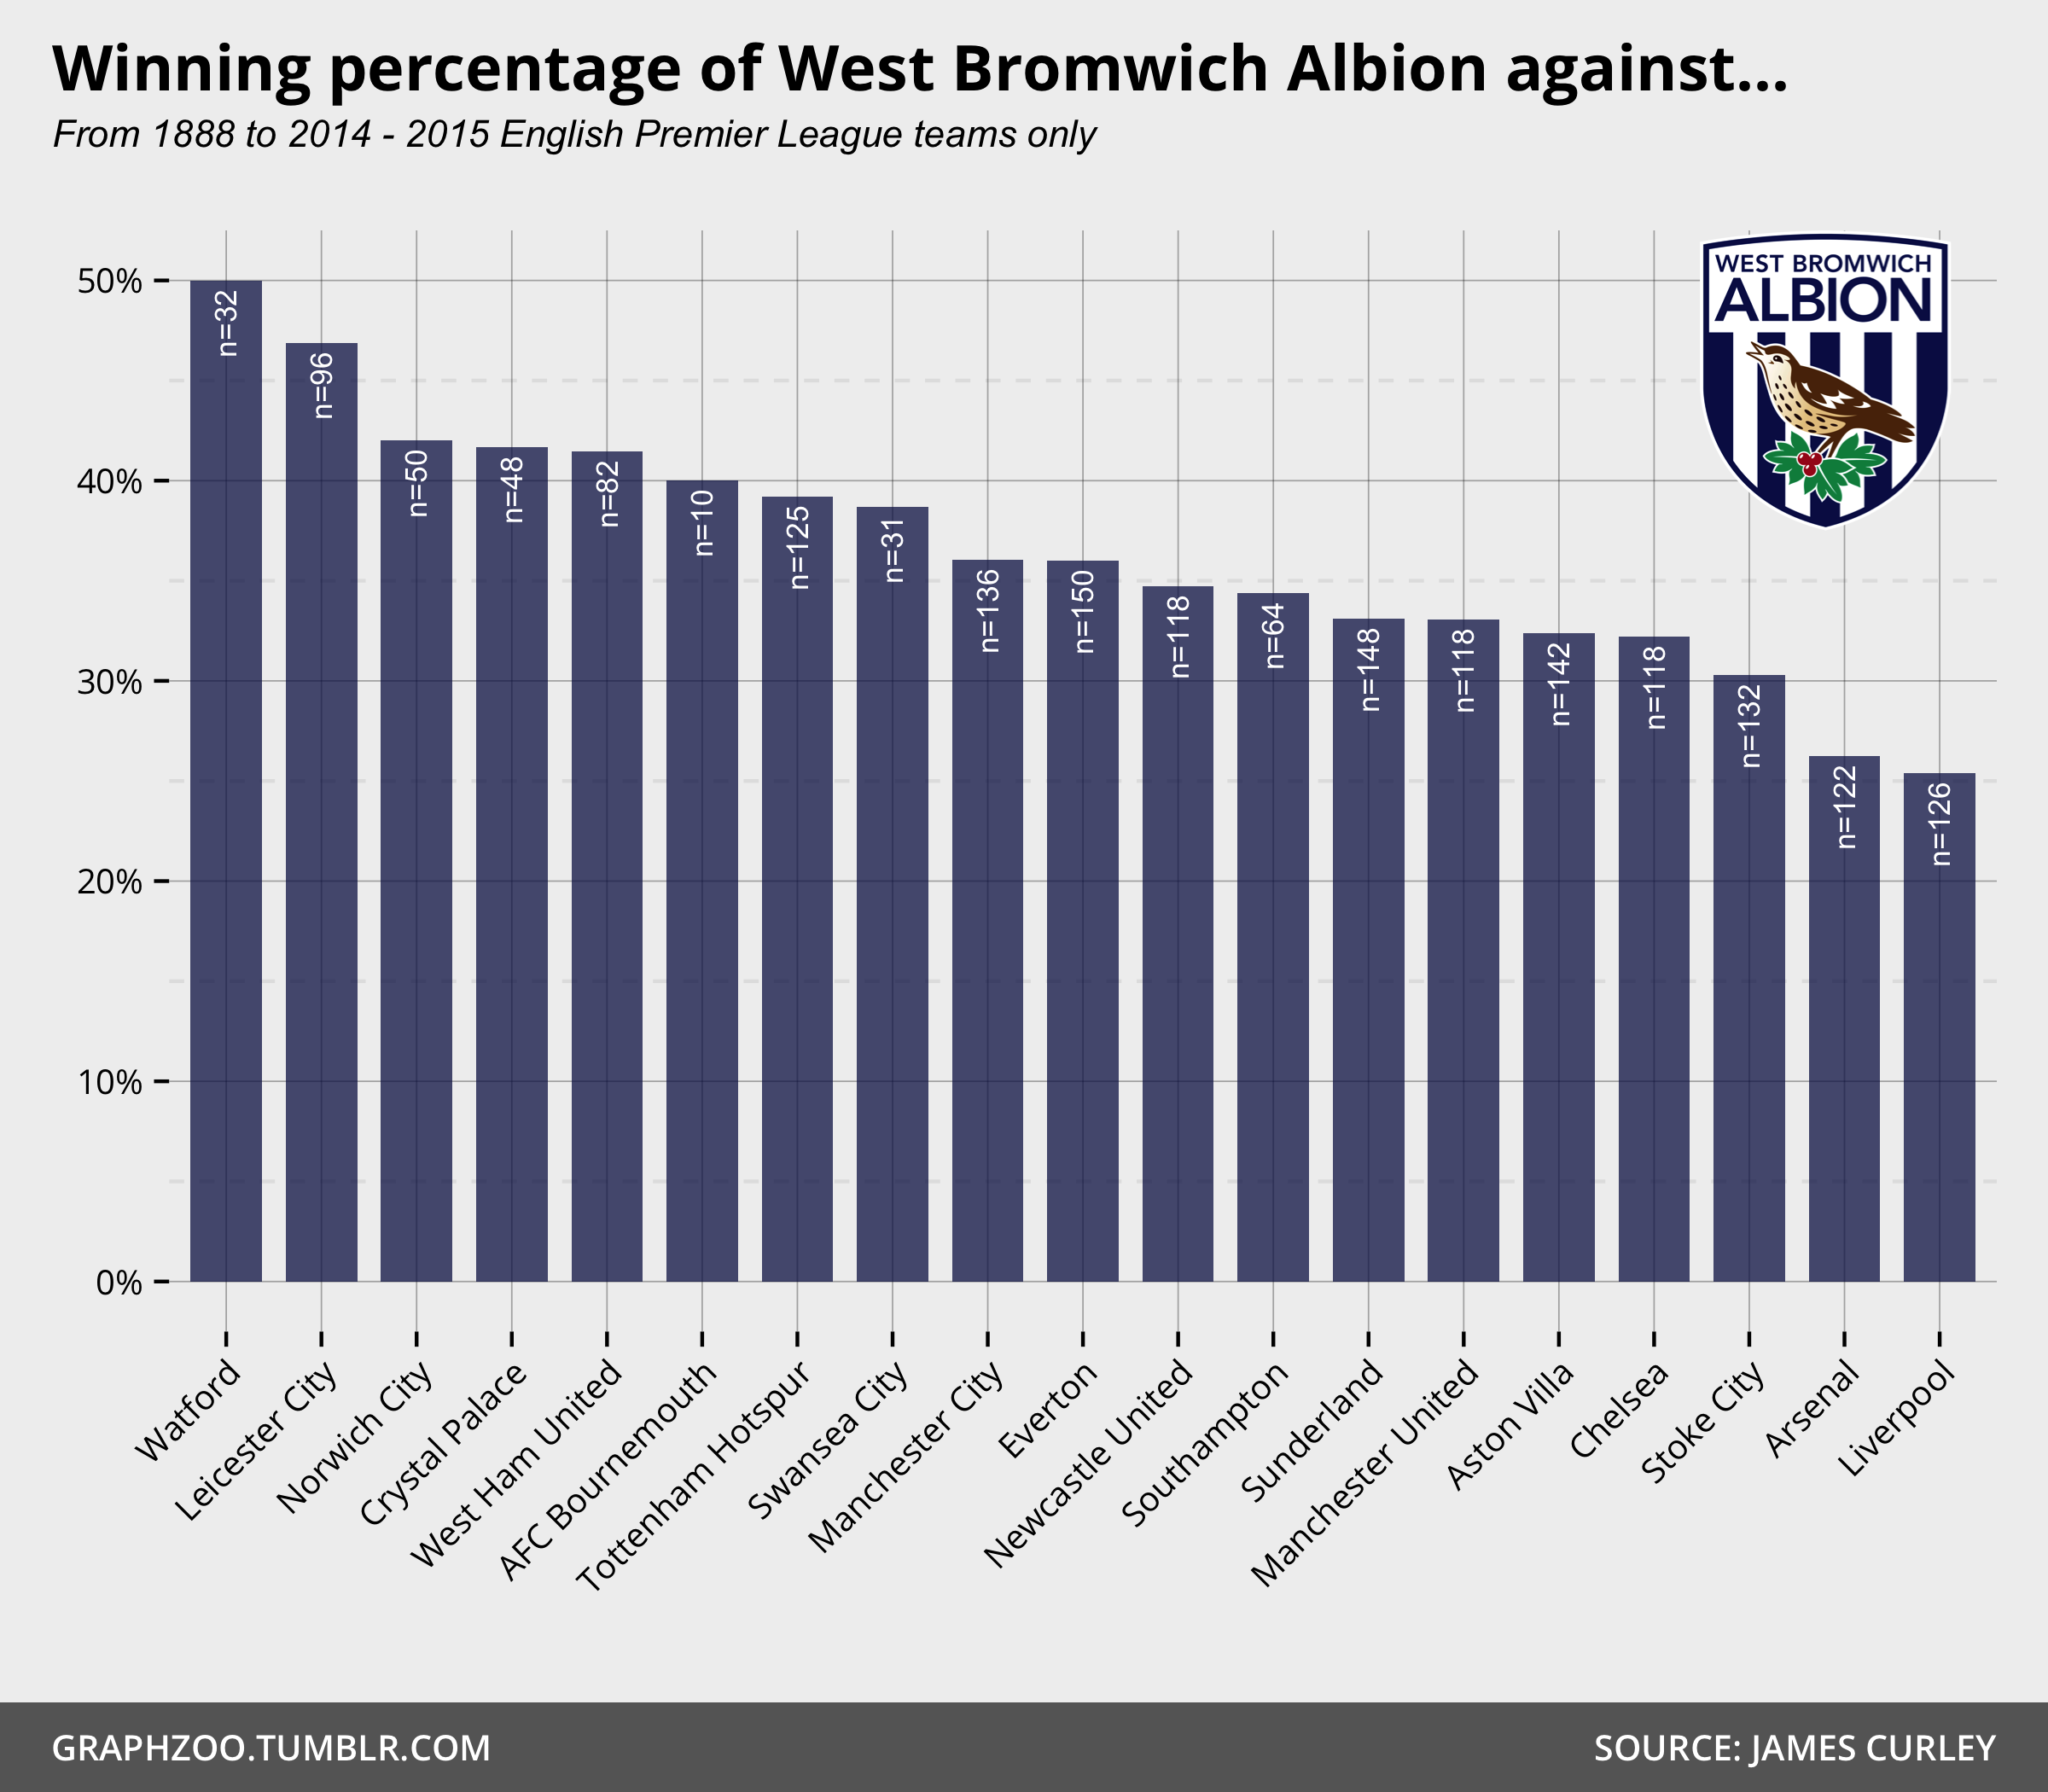 Winning percentage of West Bromwich Albion against...
From 1888 to 2014 - 2015 English Premier League teams only
WEST BROMWICH
ALBION
50%
40%
30%
20%
10%
0%
n=32
n=96
n=50
n=48
n=82
n=10
n=125
n=31
n=136
n=150
n=118
n=64
n=148
n=118
n=142
n=118
n=132
n=122
n=126
Watford
Leicester City
Norwich City
Crystal Palace
West Ham United
AFC Bournemouth
Tottenham Hotspur
Swansea City
Manchester City
Everton
Newcastle United
Southampton
Sunderland
Manchester United
Aston Villa
Chelsea
Stoke City
Arsenal
Liverpool
GRAPHZOO.TUMBLR.COM
SOURCE: JAMES CURLEY